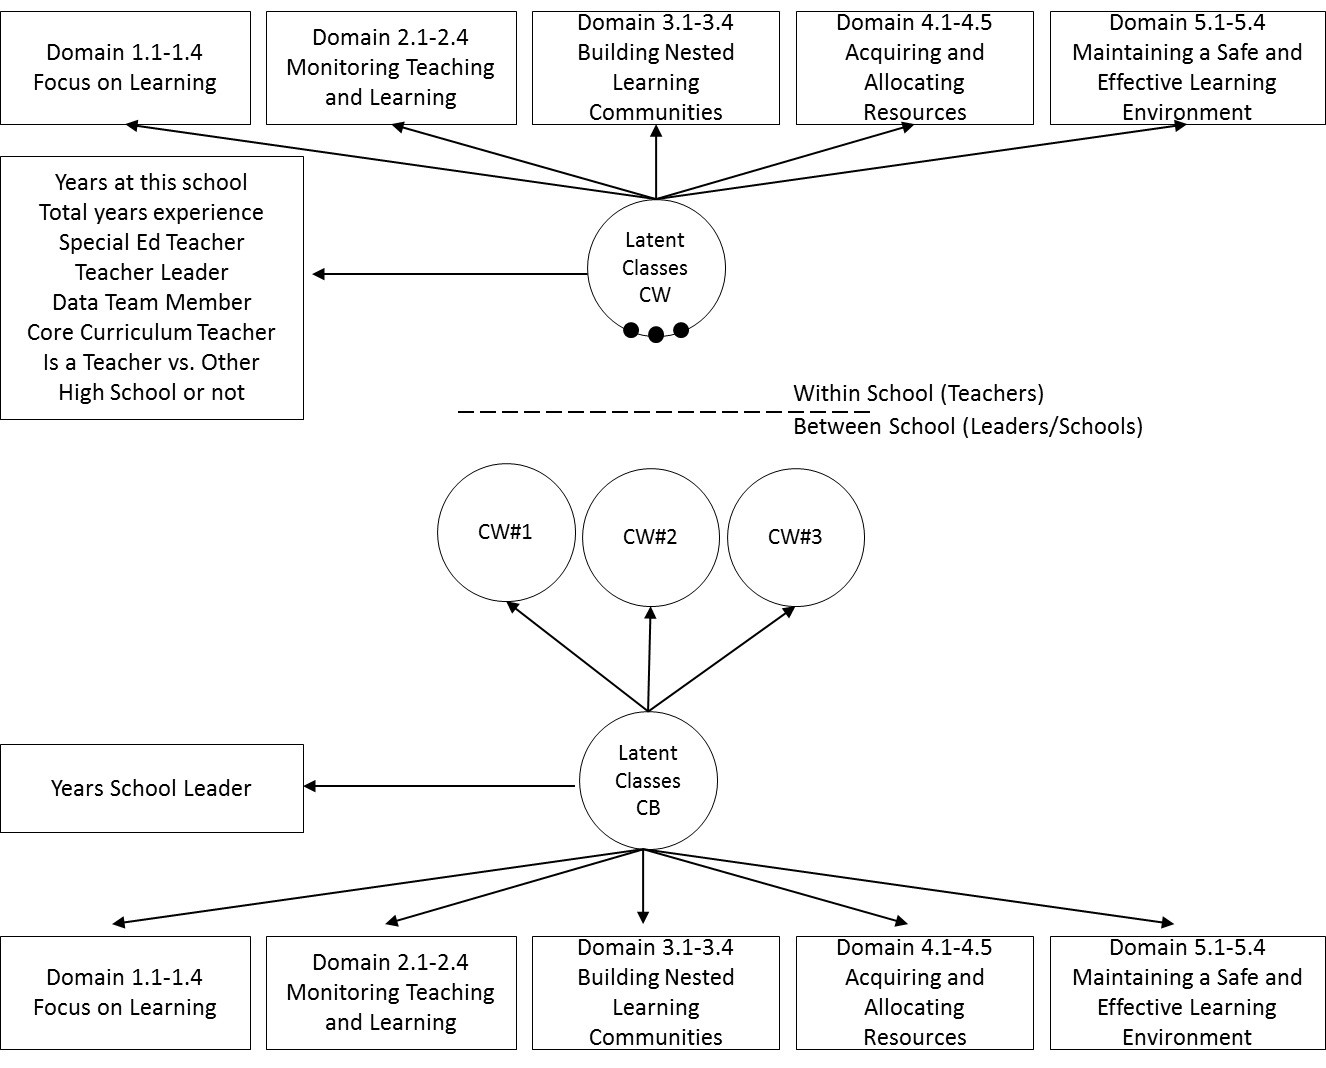 Domain 1.1-1.4
Focus on Learning
Domain 2.1-2.4
Monitoring Teaching
and Learning
Domain 3.1-3.4
Building Nested
Learning
Communities
Domain 4.1-4.5
Acquiring and
Allocating
Resources
Domain 5.1-5.4
Maintaining a Safe and
Effective Learning
Environment
Years at this school
Total years experience
Special Ed Teacher
Teacher Leader
Data Team Member
Core Curriculum Teacher
Is a Teacher vs. Other
High School or not
Latent
Classes
CW
Within School (Teachers)
Between School (Leaders/Schools)
CW#1
CW#2
CW#3
Latent
Classes
CB
Years School Leader
Domain 1.1-1.4
Focus on Learning
Domain 2.1-2.4
Monitoring Teaching
and Learning
Domain 3.1-3.4
Building Nested
Learning
Communities
Domain 4.1-4.5
Acquiring and
Allocating
Resources
Domain 5.1-5.4
Maintaining a Safe and
Effective Learning
Environment